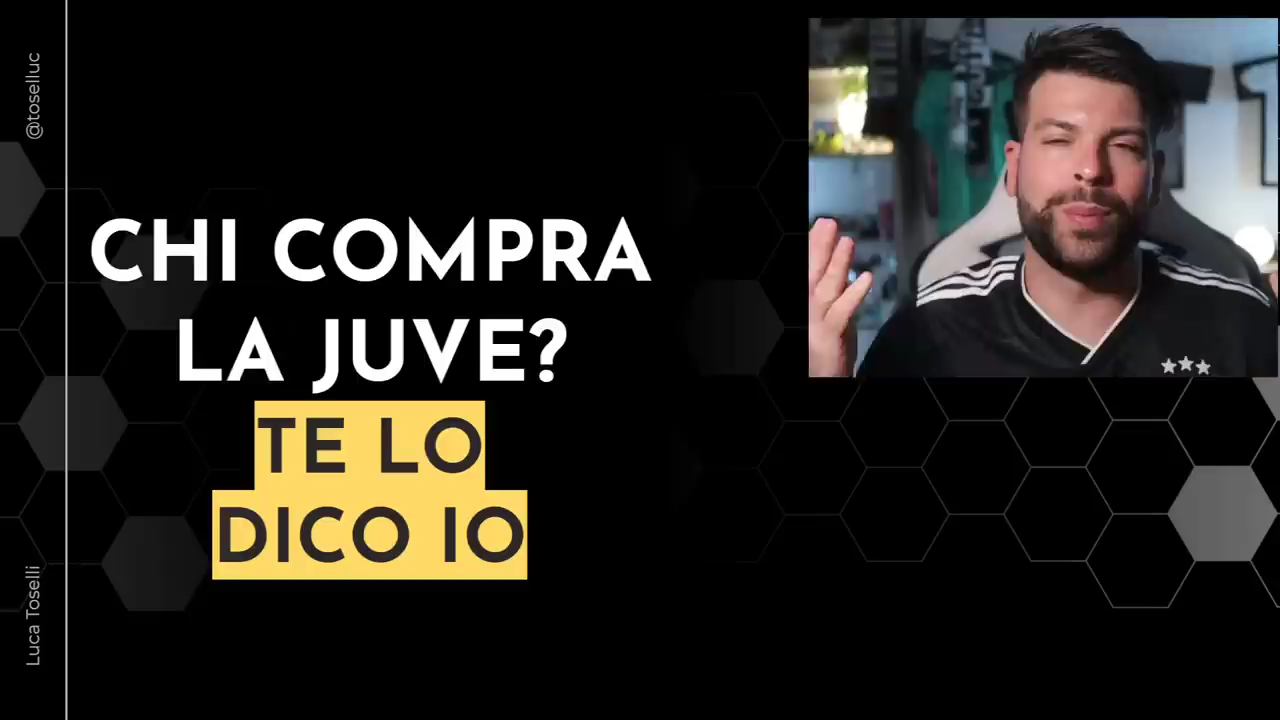 @toselluc
CHI COMPRA
LA JUVE?
TE LO
DICO IO
Luca Toselli